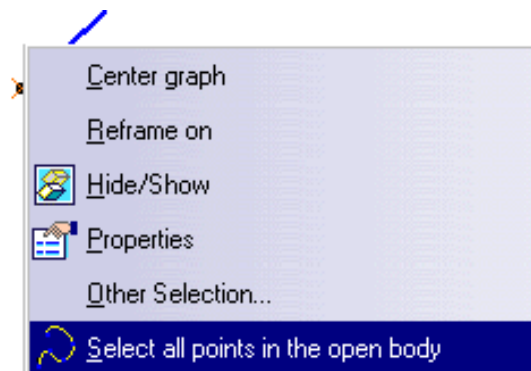 Center graph
Reframe on
Hide/Show
Properties
Other Selection...
Select all points in the open body